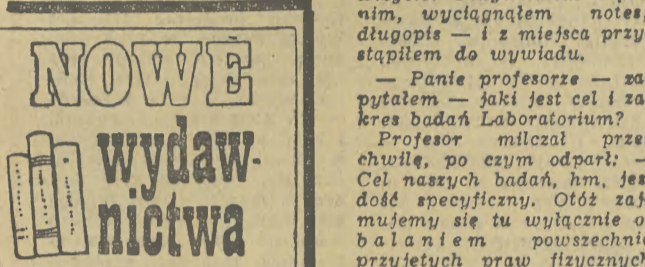 NOWE
wydaw-
nictwa
nim, wyciągnąłem notes,
długopis — i z miejsca przy
stąpiłem do wywiadu.
— Panie profesorze — za
pytałem — jaki jest cel i za
kres badań Laboratorium?
Profesor milczał prze
chwilę, po czym odparł: —
Cel naszych badań, hm, jes
dość specyficzny. Otóż zaj
mujemy się tu wyłącznie o
balaniem powszechnie
przyjętych praw fizycznych